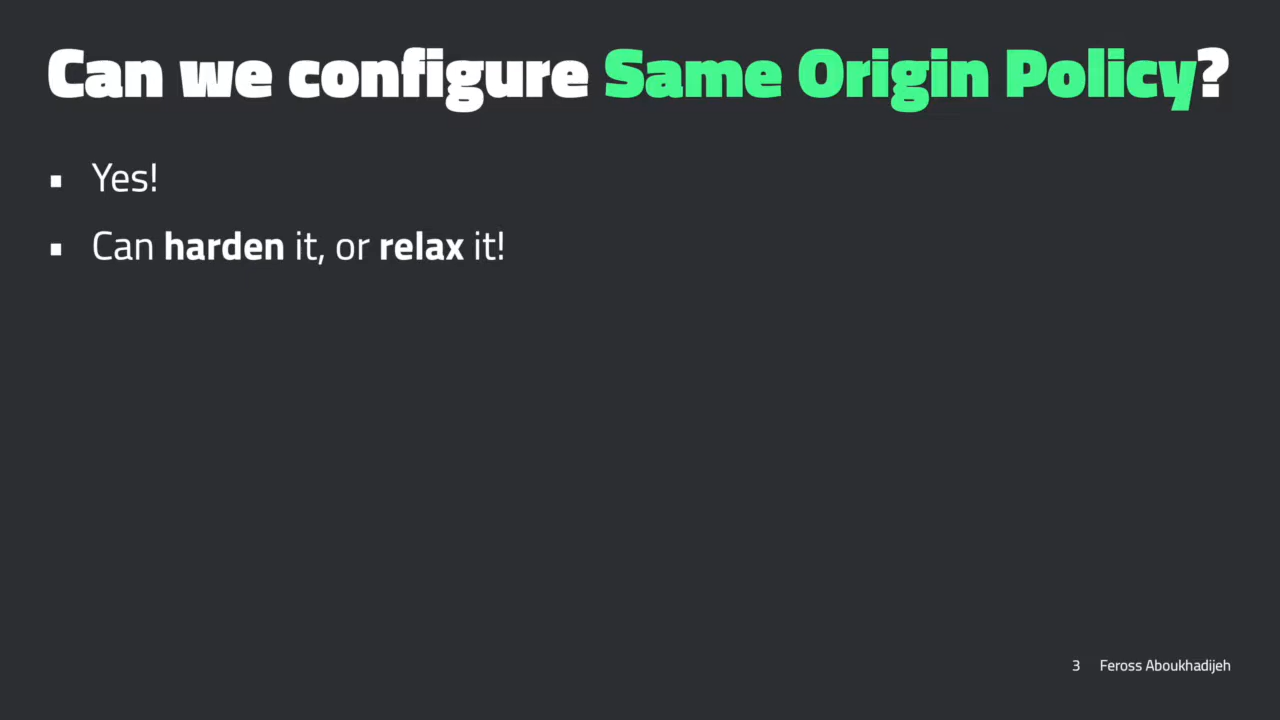 Can we configure Same Origin Policy?
▪ Yes!
▪ Can harden it, or relax it!
3 Feross Aboukhadijeh